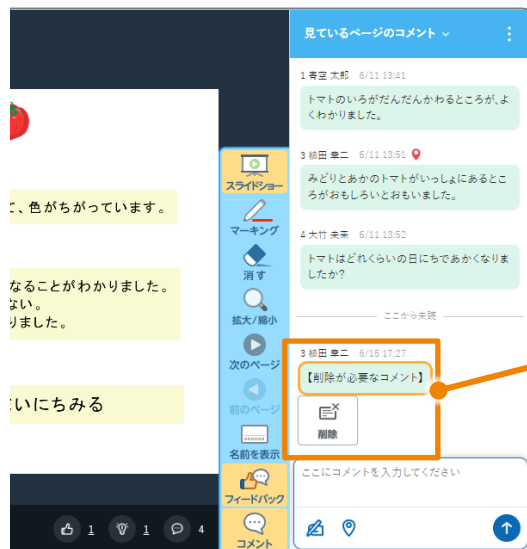 見ているページのコメント
1 青空 太郎 6/11 13:41
トマトのいろがだんだんかわるところが、よ
くわかりました。
3 植田 幸二 6/11 13:51
みどりとあかのトマトがいっしょにあるとこ
ろがおもしろいとおもいました。
4 大竹 未来 6/11 13:52
トマトはどれくらいの日にちであかくなりま
したか?
ここから未読
3 植田 幸二 6/15 17:27
【削除が必要なコメント】
削除
ここにコメントを入力してください
スライドショー
マーキング
消す
拡大/縮小
次のページ
前のページ
名前を表示
フィードバック
コメント
て、色がちがっています。
なることがわかりました。
ない。
りました。
いにちみる
1 1 4